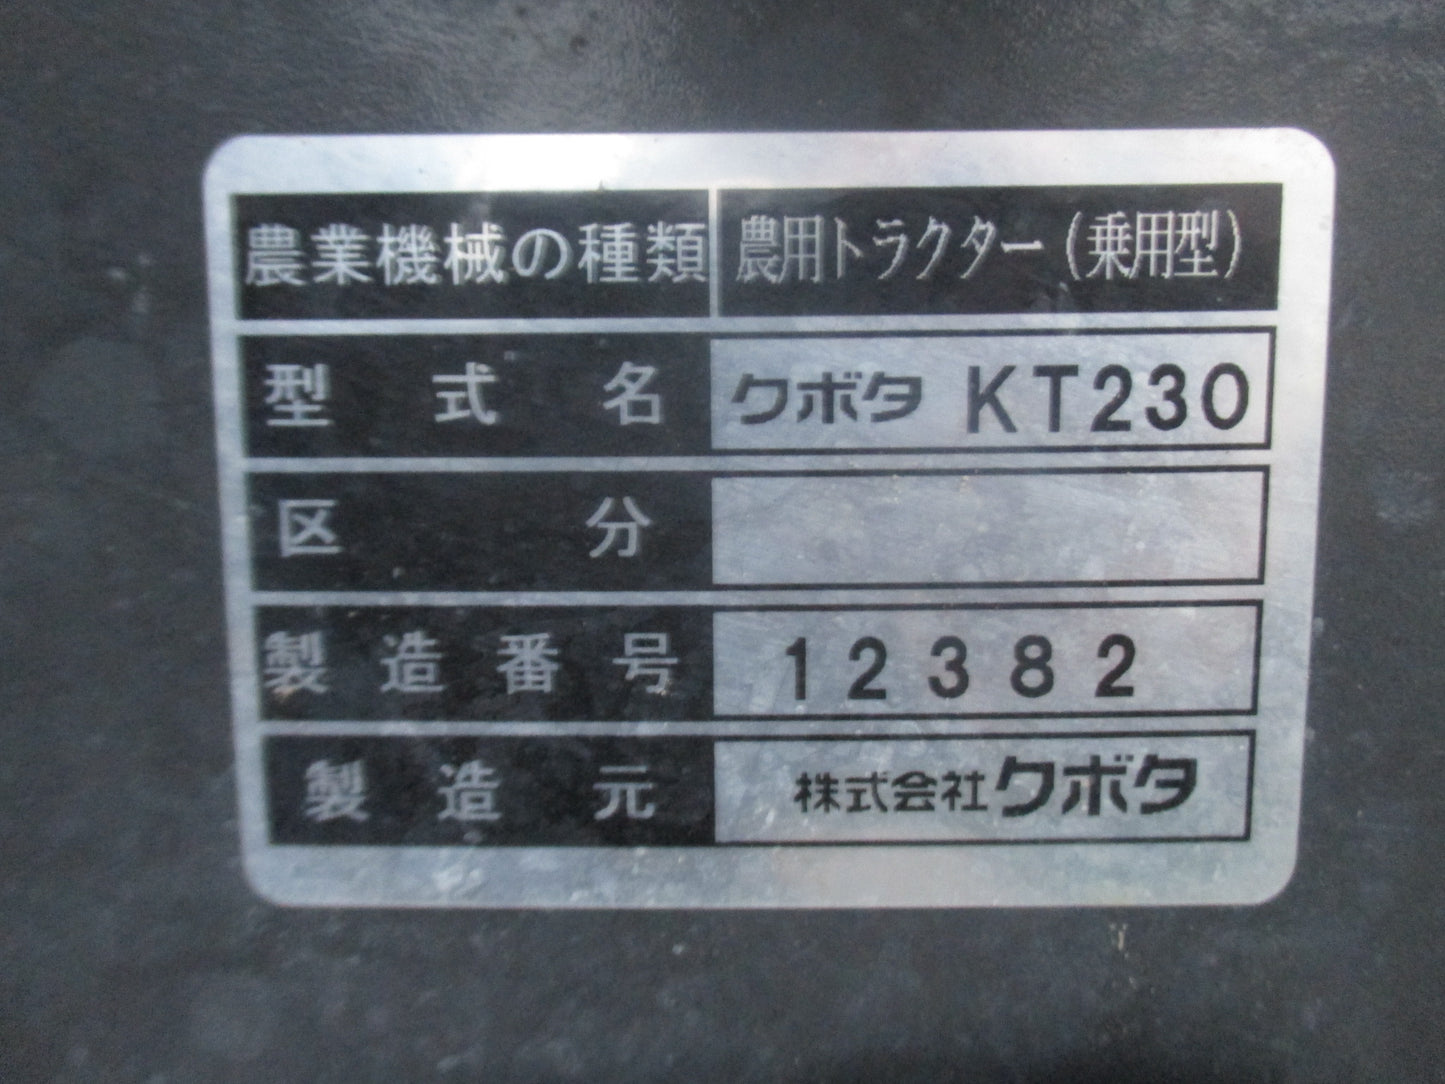 農業機械の種類 農用トラクター(乗用型)
型式名 クボタ KT230
区分
製造番号 12382
製造元 株式会社クボタ